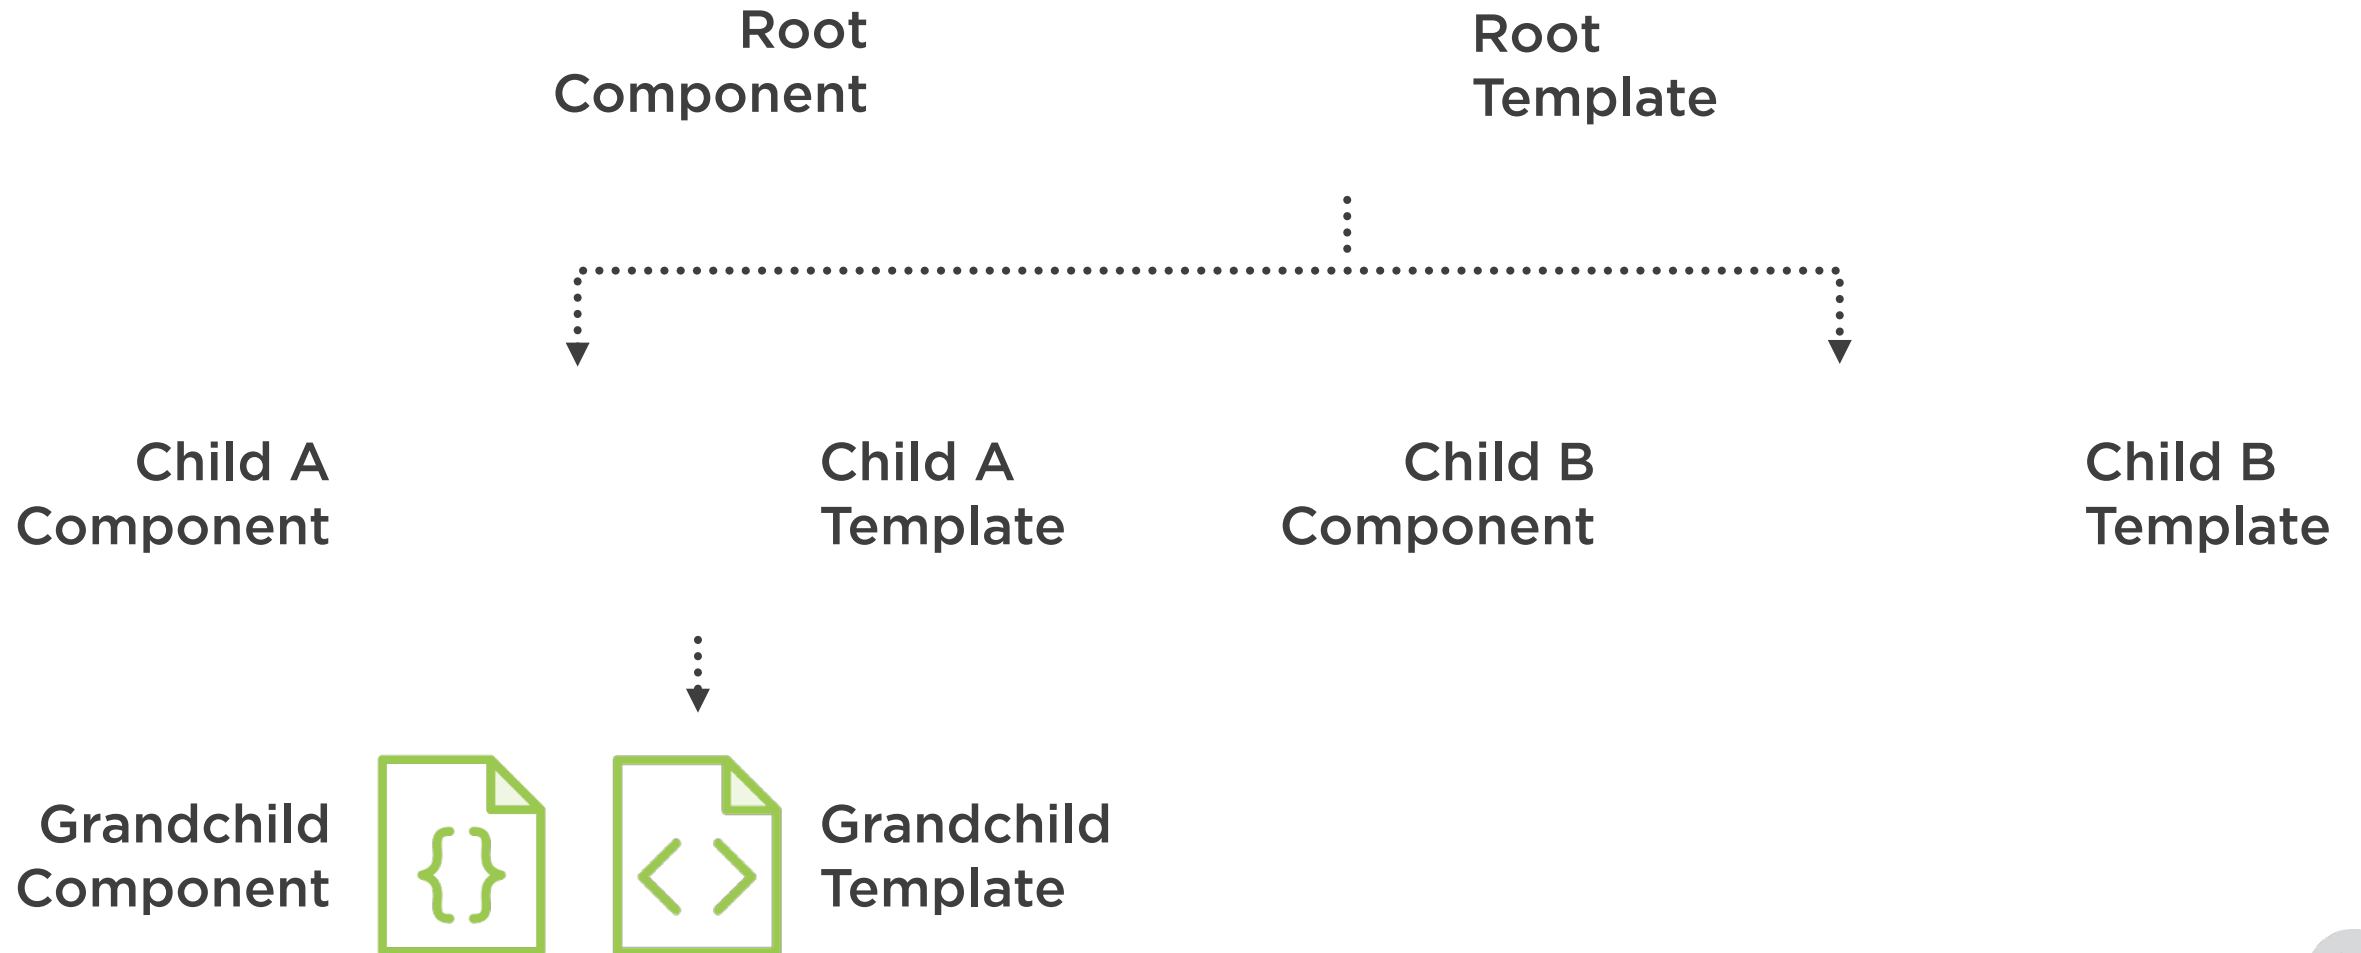 Root
Component
Root
Template
Child A
Component
Child A
Template
Child B
Component
Child B
Template
Grandchild
Component
{}
<>
Grandchild
Template